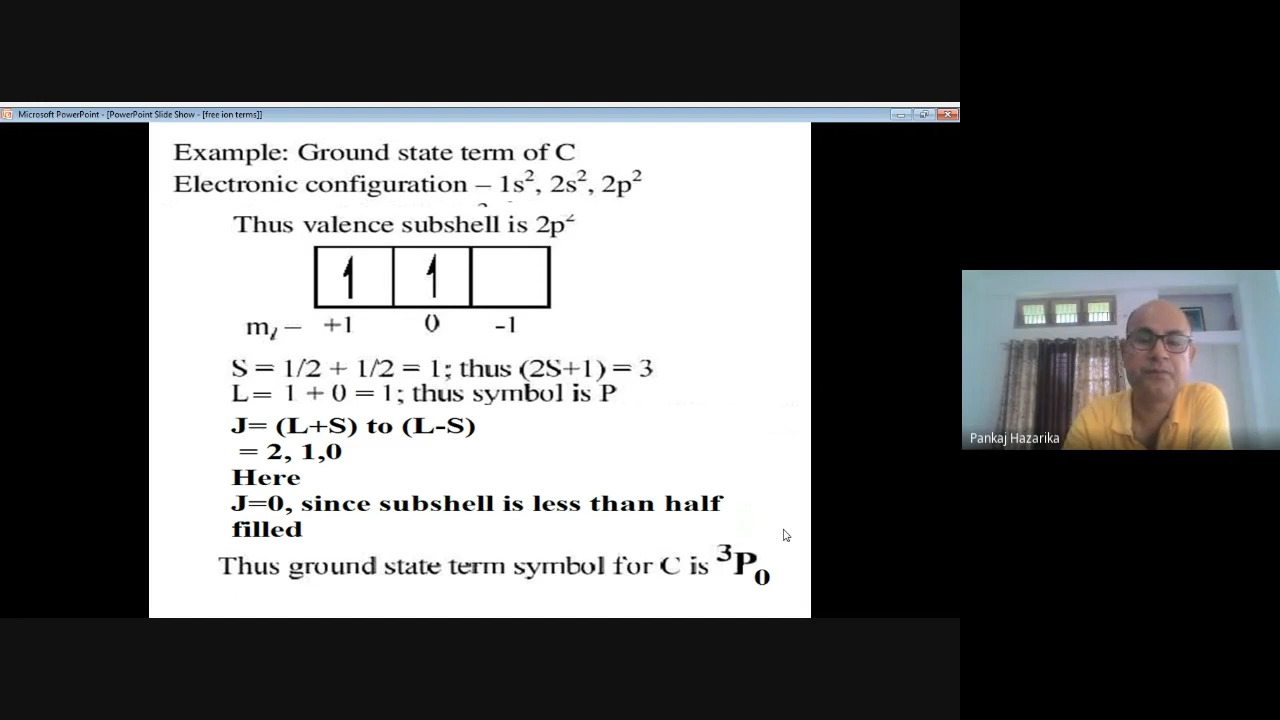 Microsoft PowerPoint - [PowerPoint Slide Show - [free ion terms]]
Example: Ground state term of C
Electronic configuration – 1s², 2s², 2p²
Thus valence subshell is 2p²
1 1
mₗ – +1 0 -1
S = 1/2 + 1/2 = 1; thus (2S+1) = 3
L = 1 + 0 = 1; thus symbol is P
J= (L+S) to (L-S)
= 2, 1,0
Here
J=0, since subshell is less than half
filled
Thus ground state term symbol for C is ³P₀
Pankaj Hazarika